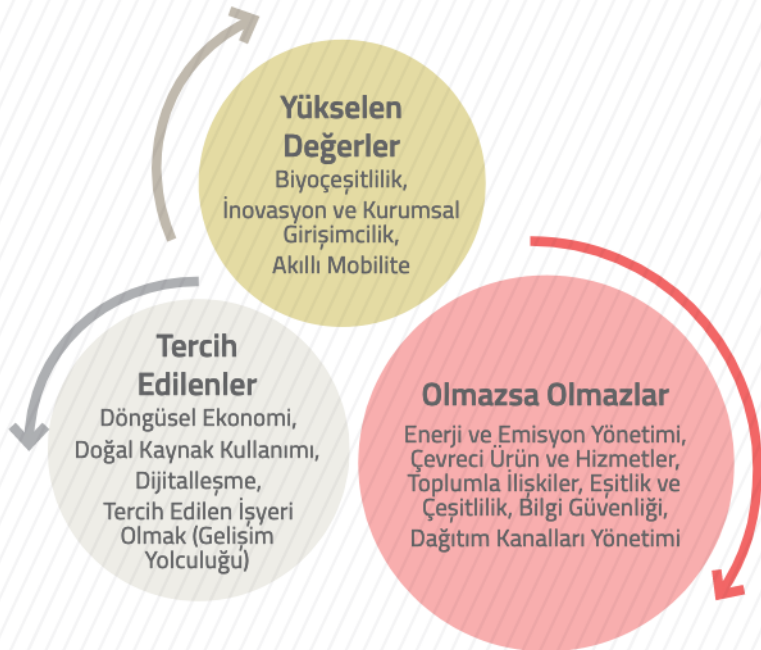 Yükselen
Değerler
Biyoçeşitlilik,
İnovasyon ve Kurumsal
Girişimcilik,
Akıllı Mobilite
Tercih
Edilenler
Döngüsel Ekonomi,
Doğal Kaynak Kullanımı,
Dijitalleşme,
Tercih Edilen İşyeri
Olmak (Gelişim
Yolculuğu)
Olmazsa Olmazlar
Enerji ve Emisyon Yönetimi,
Çevreci Ürün ve Hizmetler,
Toplumla İlişkiler, Eşitlik ve
Çeşitlilik, Bilgi Güvenliği,
Dağıtım Kanalları Yönetimi